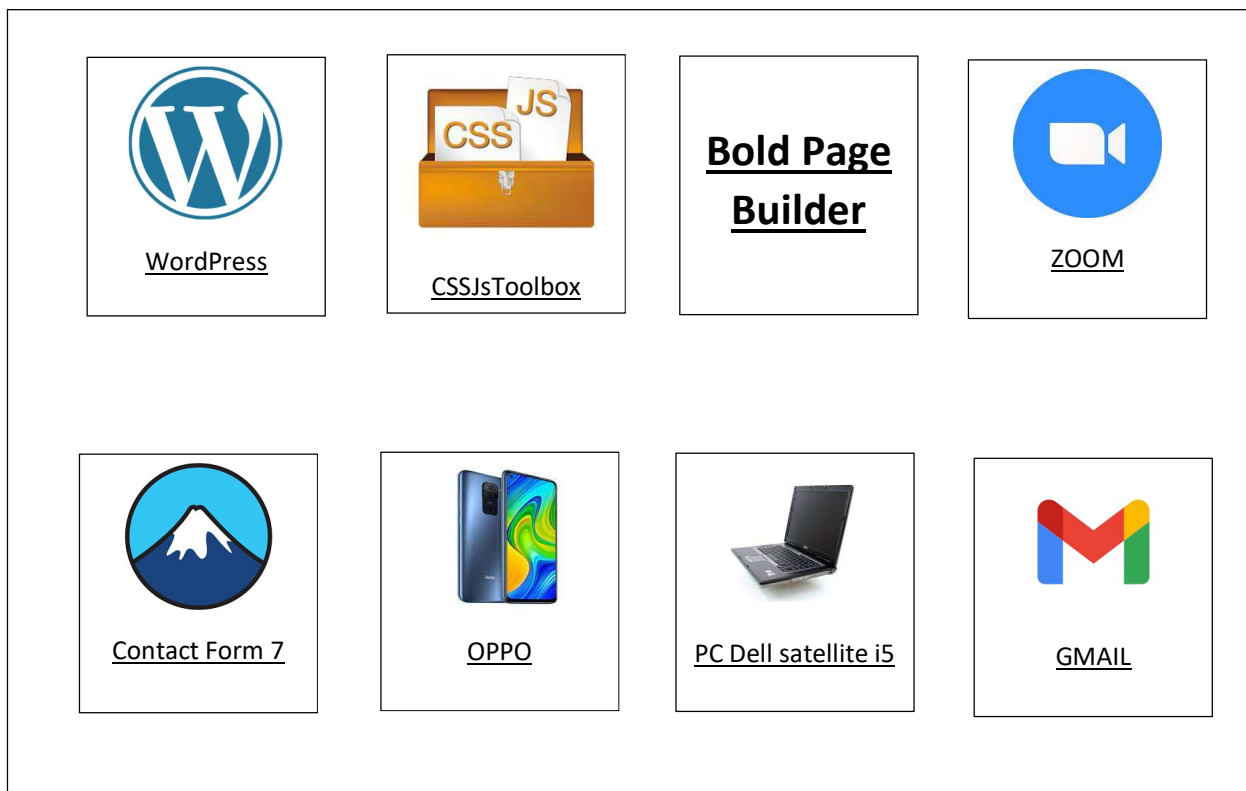 JS
CSS
WordPress
CSSJsToolbox
Bold Page
Builder
ZOOM
Contact Form 7
OPPO
PC Dell satellite i5
GMAIL